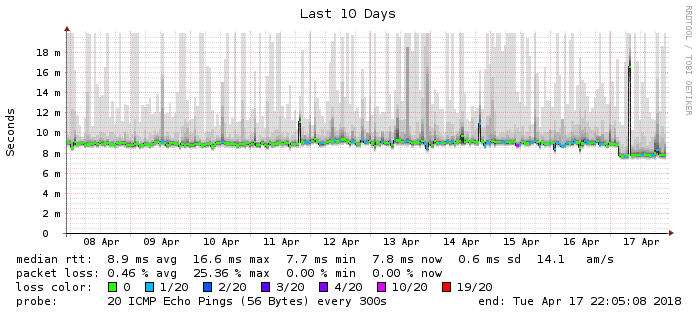 Last 10 Days
RRDTOOL / TOBI OETIKER
Seconds
18 m
16 m
14 m
12 m
10 m
8 m
6 m
4 m
2 m
0
08 Apr 09 Apr 10 Apr 11 Apr 12 Apr 13 Apr 14 Apr 15 Apr 16 Apr 17 Apr
median rtt: 8.9 ms avg 16.6 ms max 7.7 ms min 7.8 ms now 0.6 ms sd 14.1 am/s
packet loss: 0.46 % avg 25.36 % max 0.00 % min 0.00 % now
loss color: 0 1/20 2/20 3/20 4/20 10/20 19/20
probe: 20 ICMP Echo Pings (56 Bytes) every 300s end: Tue Apr 17 22:05:08 2018